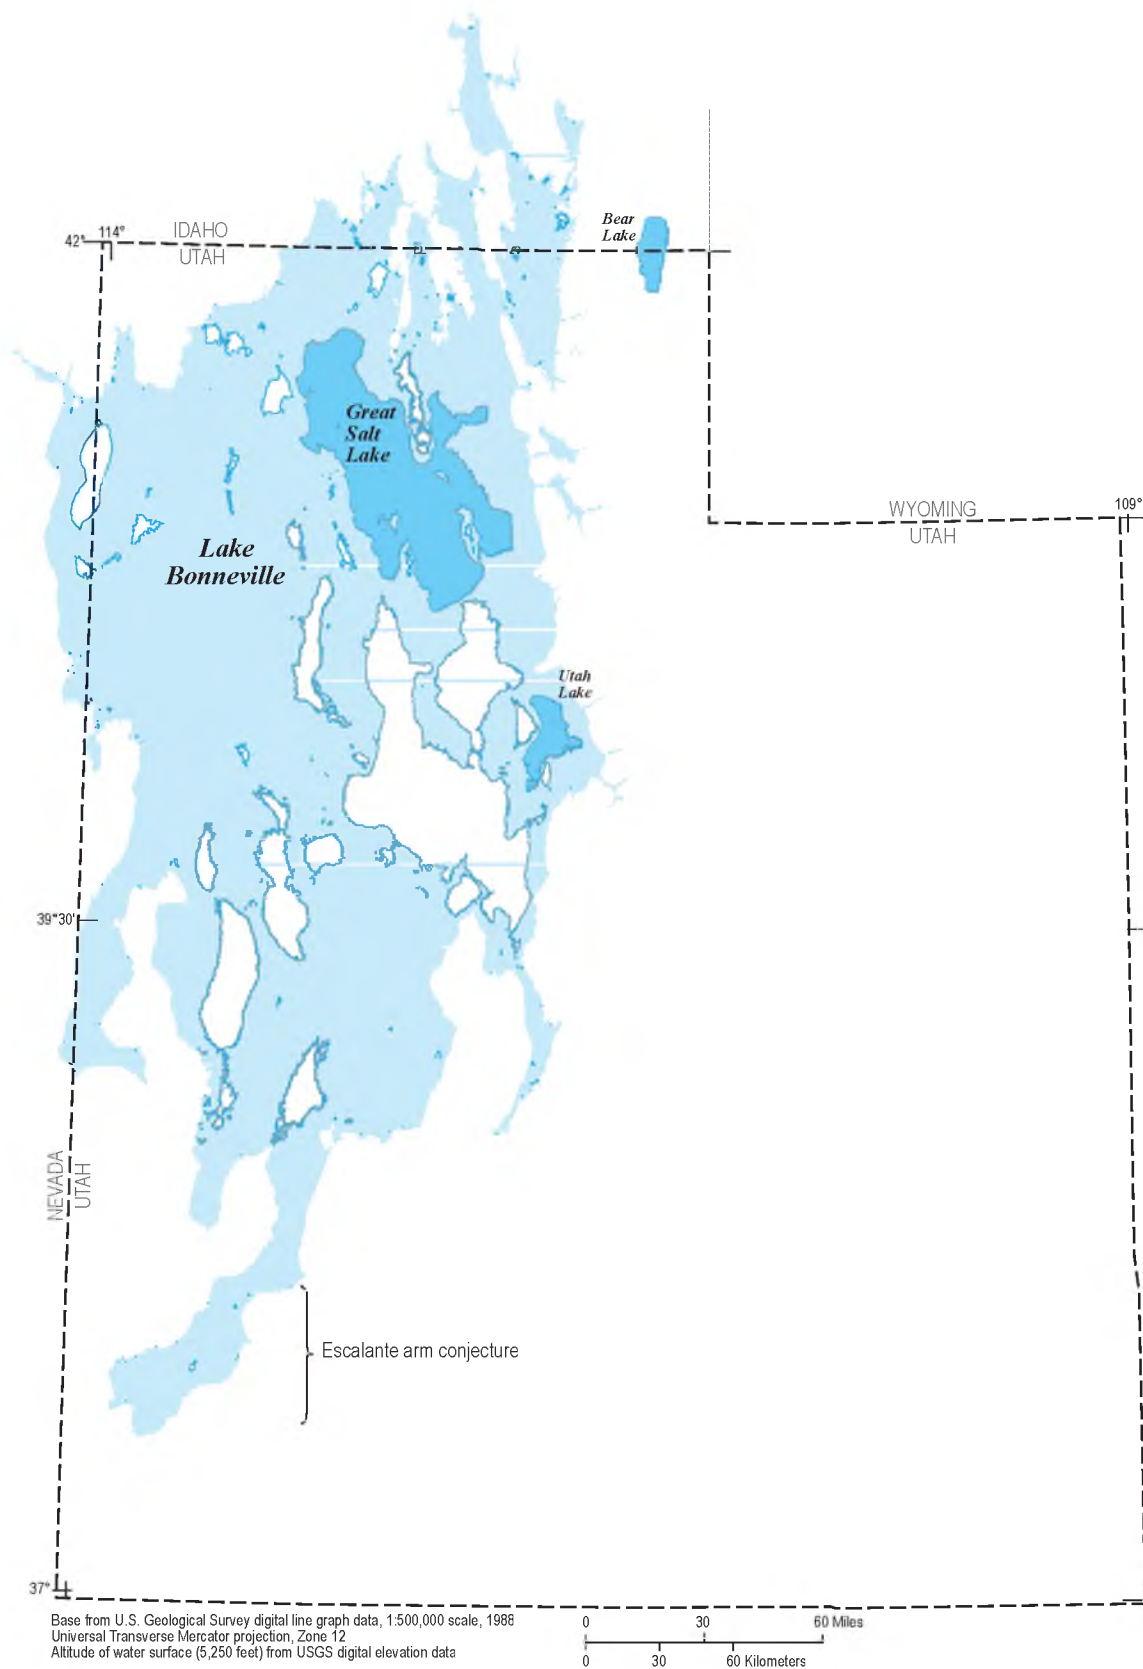 Bear
Lake
42°
114°
IDAHO
UTAH
Great
Salt
Lake
WYOMING
UTAH
109°
Lake
Bonneville
Utah
Lake
39°30'
NEVADA
UTAH
Escalante arm conjecture
37°
Base from U.S. Geological Survey digital line graph data, 1:500,000 scale, 1988
Universal Transverse Mercator projection, Zone 12
Altitude of water surface (5,250 feet) from USGS digital elevation data
0 30 60 Miles
0 30 60 Kilometers